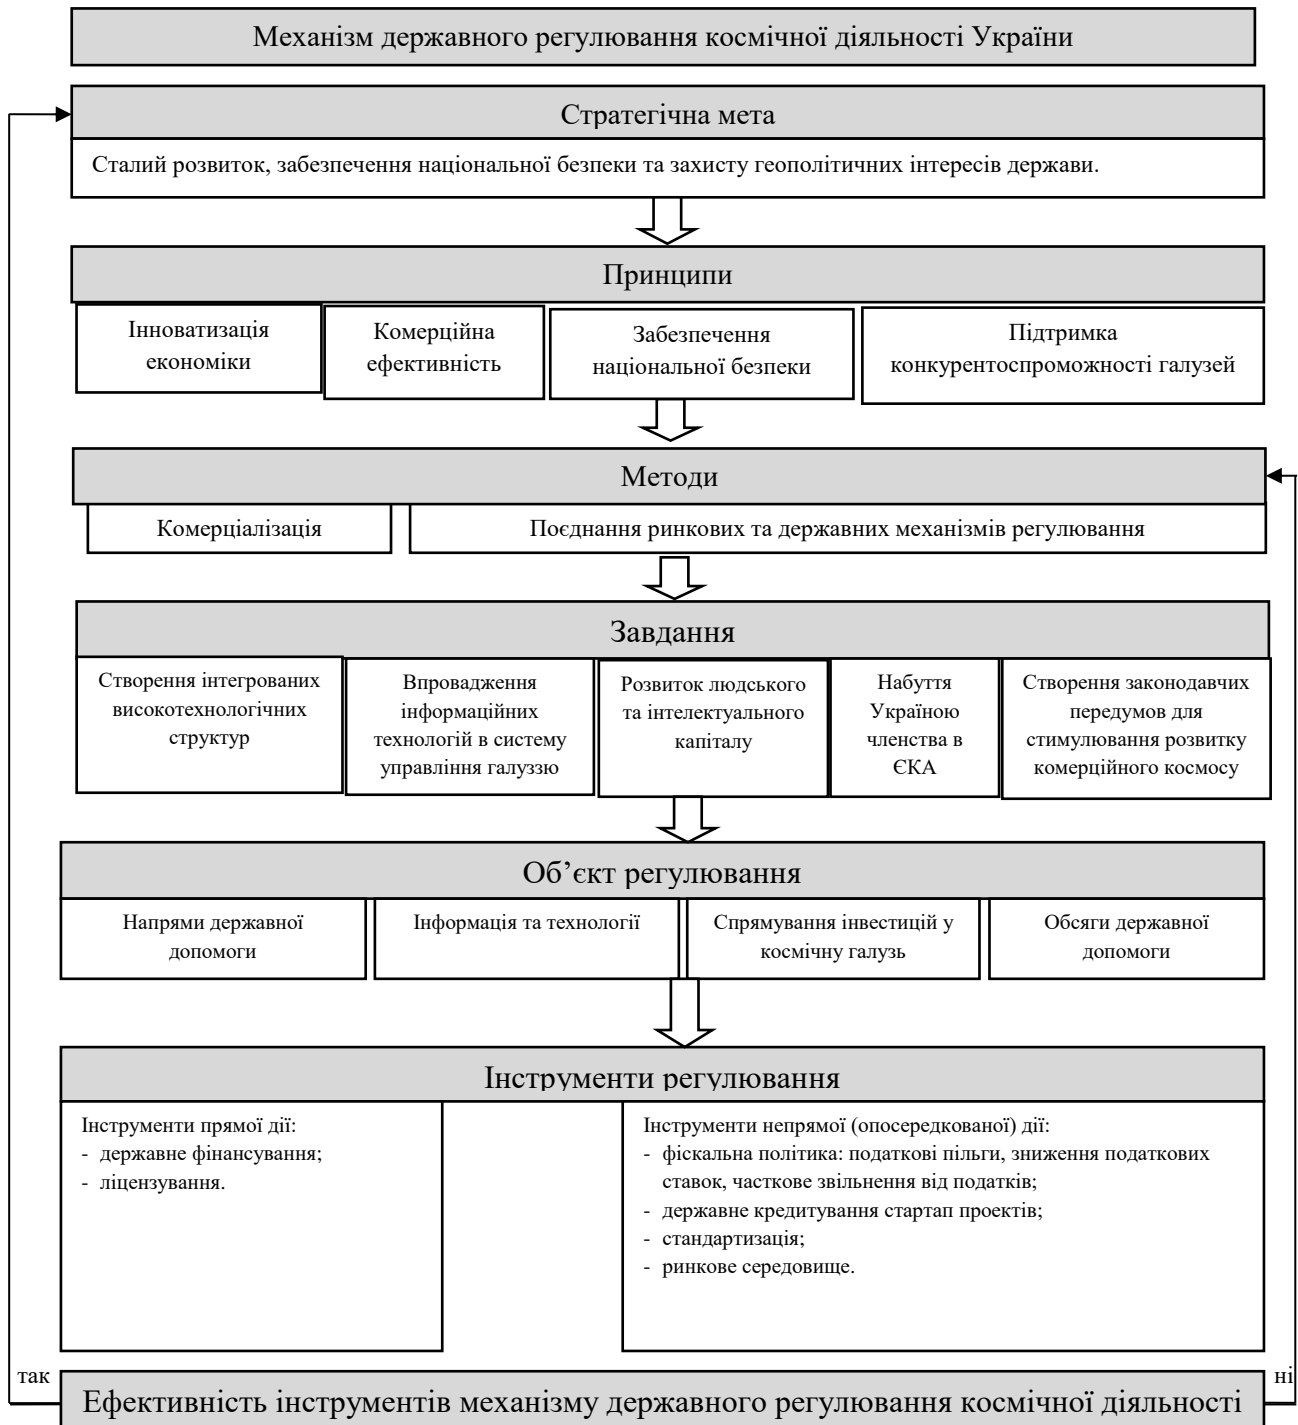 Механізм державного регулювання космічної діяльності України
Стратегічна мета
Сталий розвиток, забезпечення національної безпеки та захисту геополітичних інтересів держави.
Принципи
Інноватизація
економіки
Комерційна
ефективність
Забезпечення
національної безпеки
Підтримка
конкурентоспроможності галузей
Методи
Комерціалізація
Поєднання ринкових та державних механізмів регулювання
Завдання
Створення інтегрованих
високотехнологічних
структур
Впровадження
інформаційних
технологій в систему
управління галуззю
Розвиток людського
та інтелектуального
капіталу
Набуття
Україною
членства в
ЄКА
Створення законодавчих
передумов для
стимулювання розвитку
комерційного космосу
Об’єкт регулювання
Напрями державної
допомоги
Інформація та технології
Спрямування інвестицій у
космічну галузь
Обсяги державної
допомоги
Інструменти регулювання
Інструменти прямої дії:
- державне фінансування;
- ліцензування.
Інструменти непрямої (опосередкованої) дії:
- фіскальна політика: податкові пільги, зниження податкових
ставок, часткове звільнення від податків;
- державне кредитування стартап проектів;
- стандартизація;
- ринкове середовище.
так
ні
Ефективність інструментів механізму державного регулювання космічної діяльності